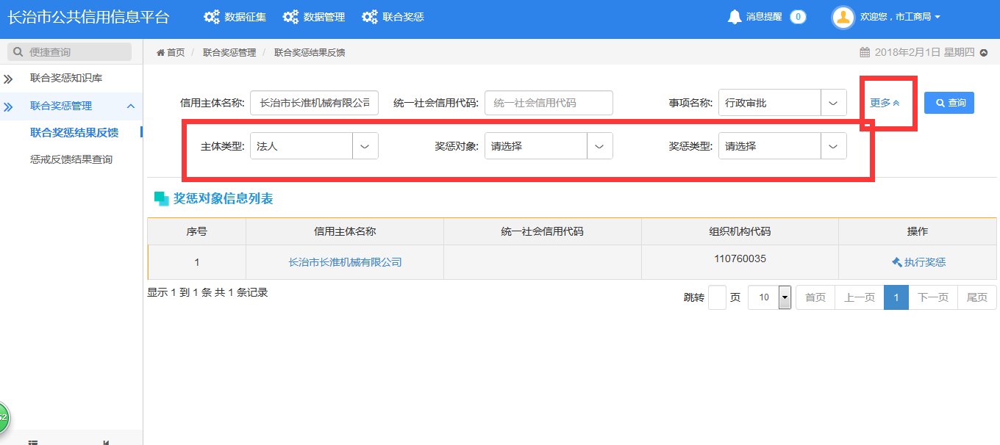 长治市公共信用信息平台 数据征集 数据管理 联合奖惩 消息提醒 0 欢迎您，市工商局
便捷查询 首页 / 联合奖惩管理 / 联合奖惩结果反馈 2018年2月1日 星期四
联合奖惩知识库
联合奖惩管理
联合奖惩结果反馈
惩戒反馈结果查询
信用主体名称: 长治市长淮机械有限公司 统一社会信用代码: 统一社会信用代码 事项名称: 行政审批 更多 查询
主体类型: 法人 奖惩对象: 请选择 奖惩类型: 请选择
奖惩对象信息列表
序号 信用主体名称 统一社会信用代码 组织机构代码 操作
1 长治市长淮机械有限公司 110760035 执行奖惩
显示 1 到 1 条 共 1 条记录 跳转 页 10 首页 上一页 1 下一页 尾页